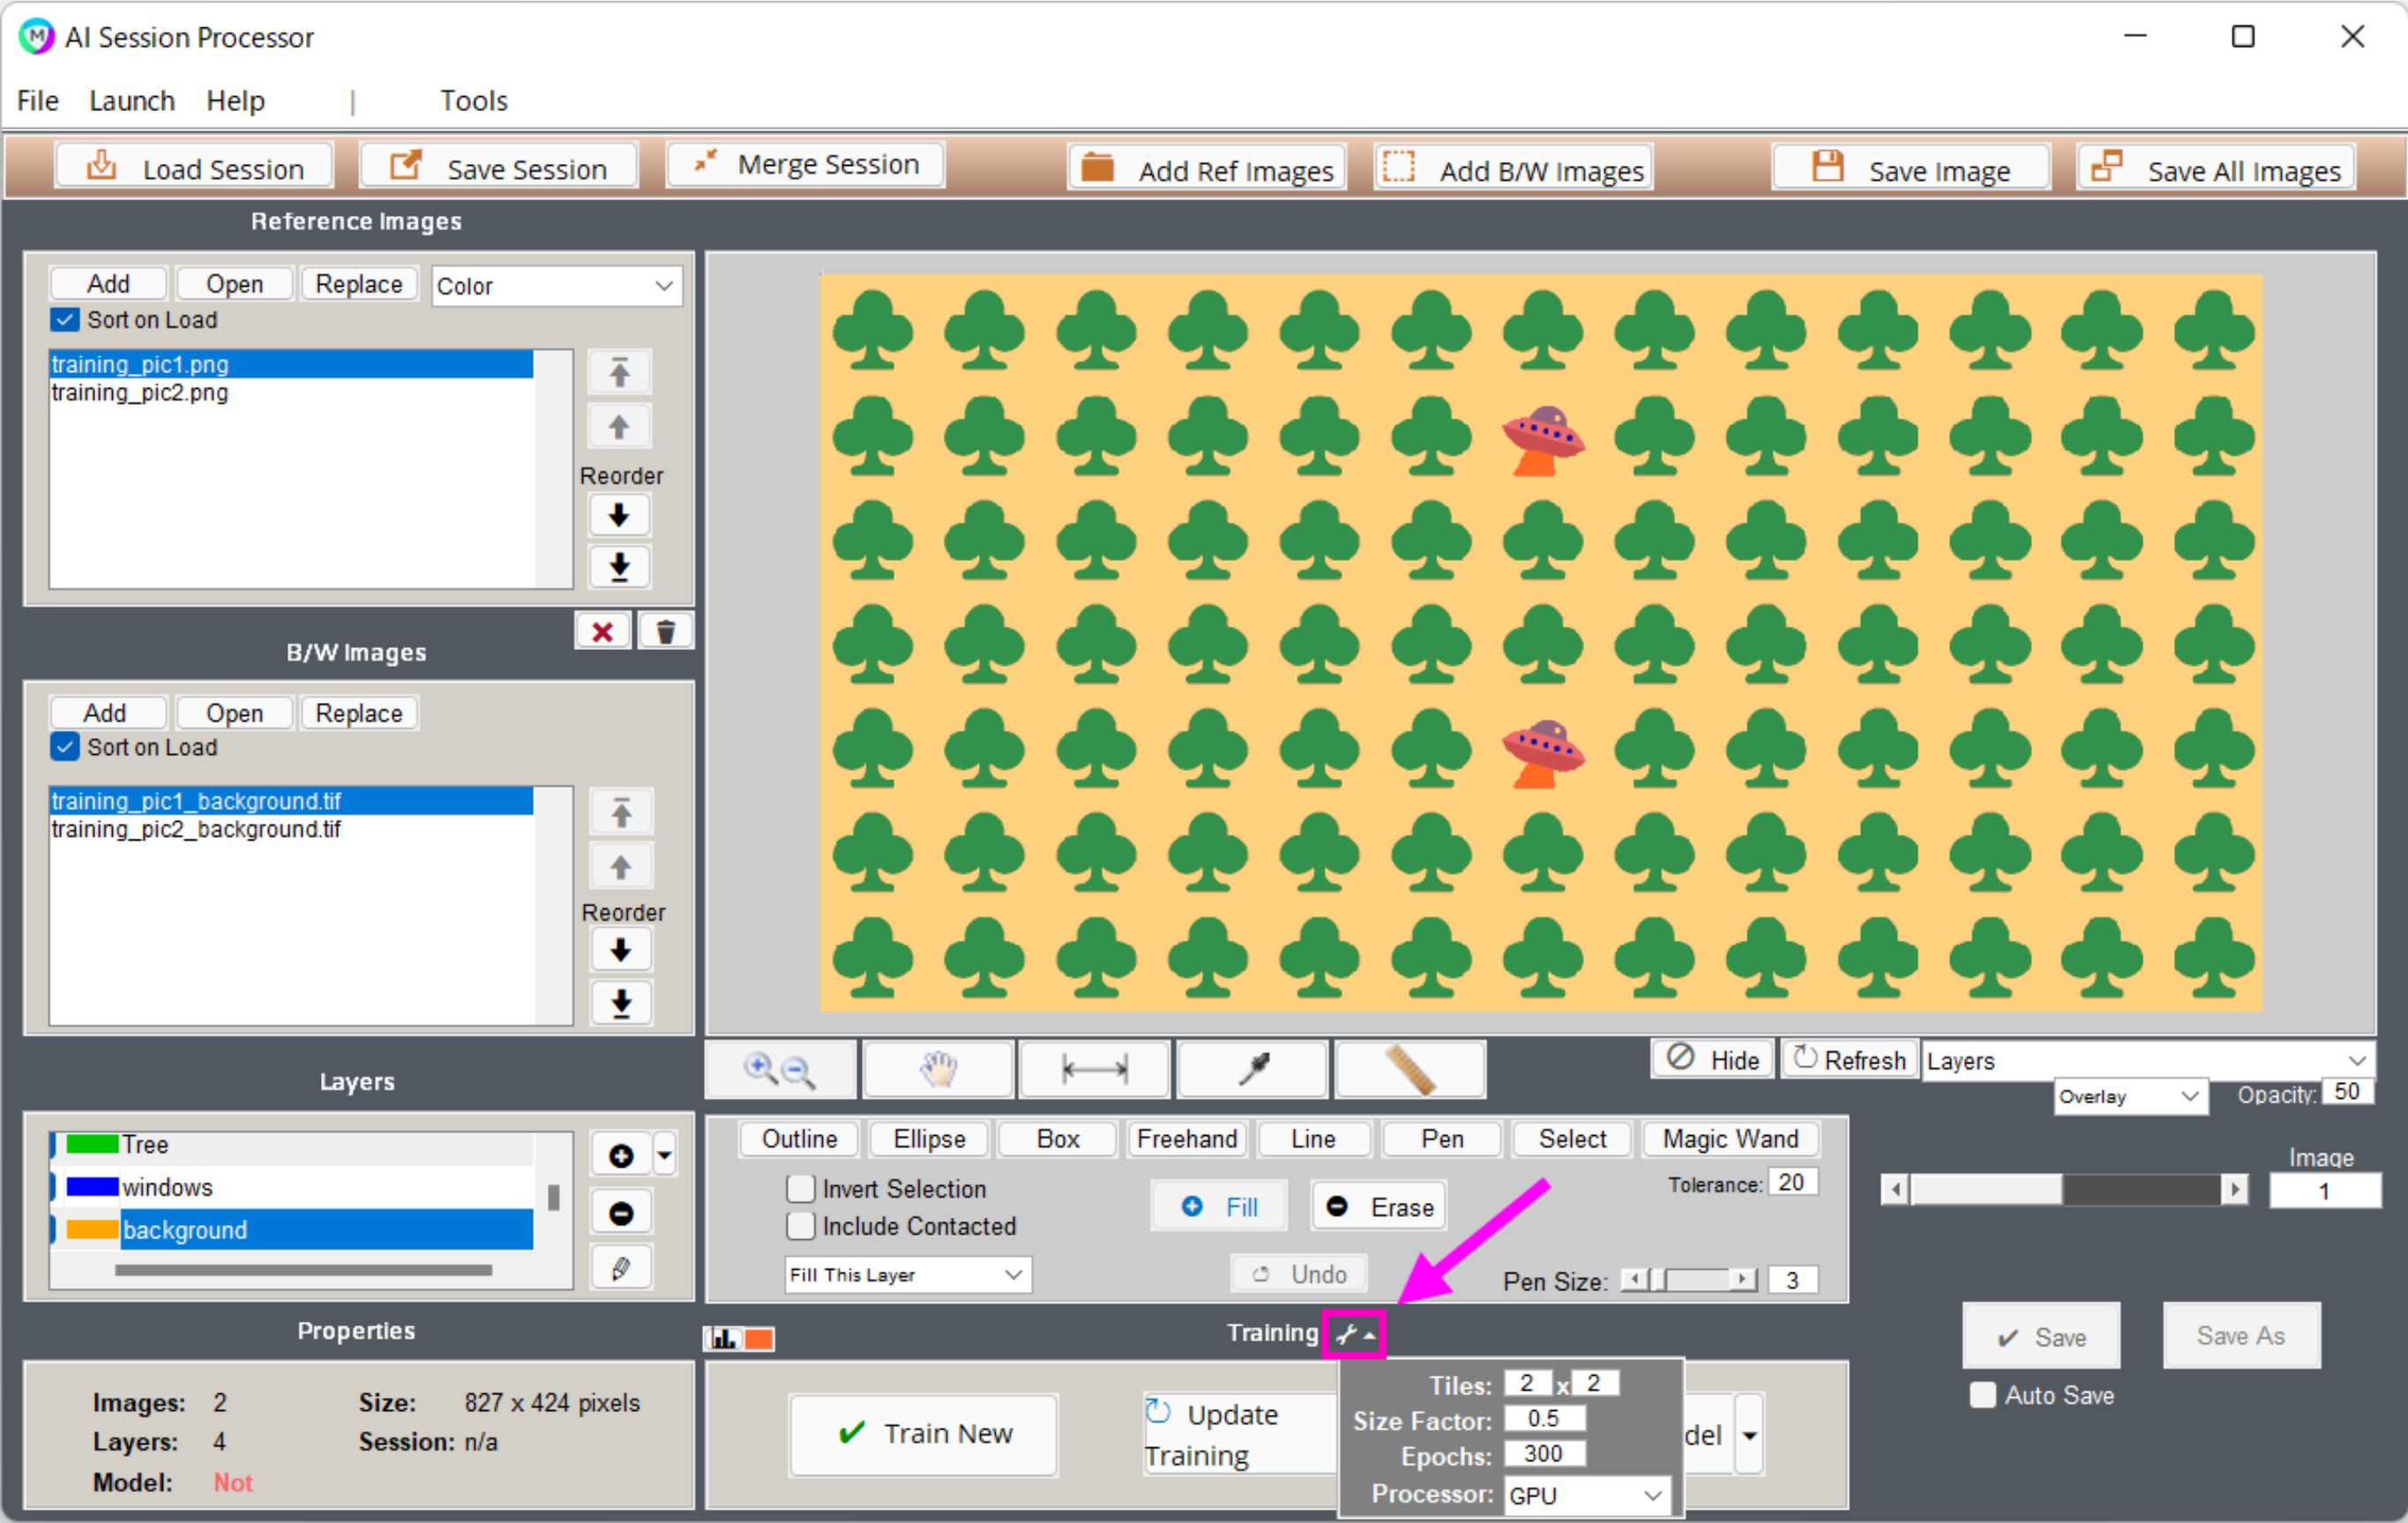 AI Session Processor
File Launch Help | Tools
Load Session Save Session Merge Session Add Ref Images Add B/W Images Save Image Save All Images
Reference Images
Add Open Replace Color
Sort on Load
training_pic1.png
training_pic2.png
Reorder
B/W Images
Add Open Replace
Sort on Load
training_pic1_background.tif
training_pic2_background.tif
Reorder
Layers
Tree
windows
background
Properties
Images: 2 Size: 827 x 424 pixels
Layers: 4 Session: n/a
Model: Not
Hide Refresh Layers
Overlay Opacity: 50
Outline Ellipse Box Freehand Line Pen Select Magic Wand
Invert Selection Tolerance: 20
Include Contacted Fill Erase
Fill This Layer Undo Pen Size: 3
Image
1
Training
Train New
Update
Training
Tiles: 2 x 2
Size Factor: 0.5
Epochs: 300
Processor: GPU
del
Save Save As
Auto Save